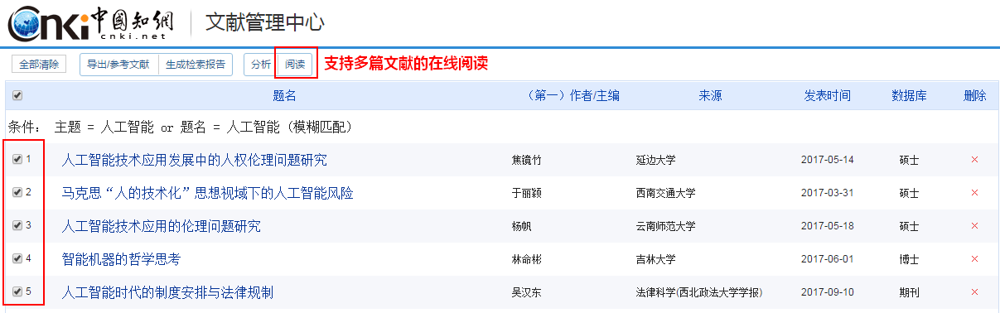 Cnki 中国知网 文献管理中心
cnki.net
全部清除 导出/参考文献 生成检索报告 分析 阅读 支持多篇文献的在线阅读
题名 （第一）作者/主编 来源 发表时间 数据库 删除
条件： 主题 = 人工智能 or 题名 = 人工智能（模糊匹配）
1 人工智能技术应用发展中的人权伦理问题研究 焦镜竹 延边大学 2017-05-14 硕士 ×
2 马克思“人的技术化”思想视域下的人工智能风险 于丽颖 西南交通大学 2017-03-31 硕士 ×
3 人工智能技术应用的伦理问题研究 杨帆 云南师范大学 2017-05-18 硕士 ×
4 智能机器的哲学思考 林命彬 吉林大学 2017-06-01 博士 ×
5 人工智能时代的制度安排与法律规制 吴汉东 法律科学(西北政法大学学报) 2017-09-10 期刊 ×